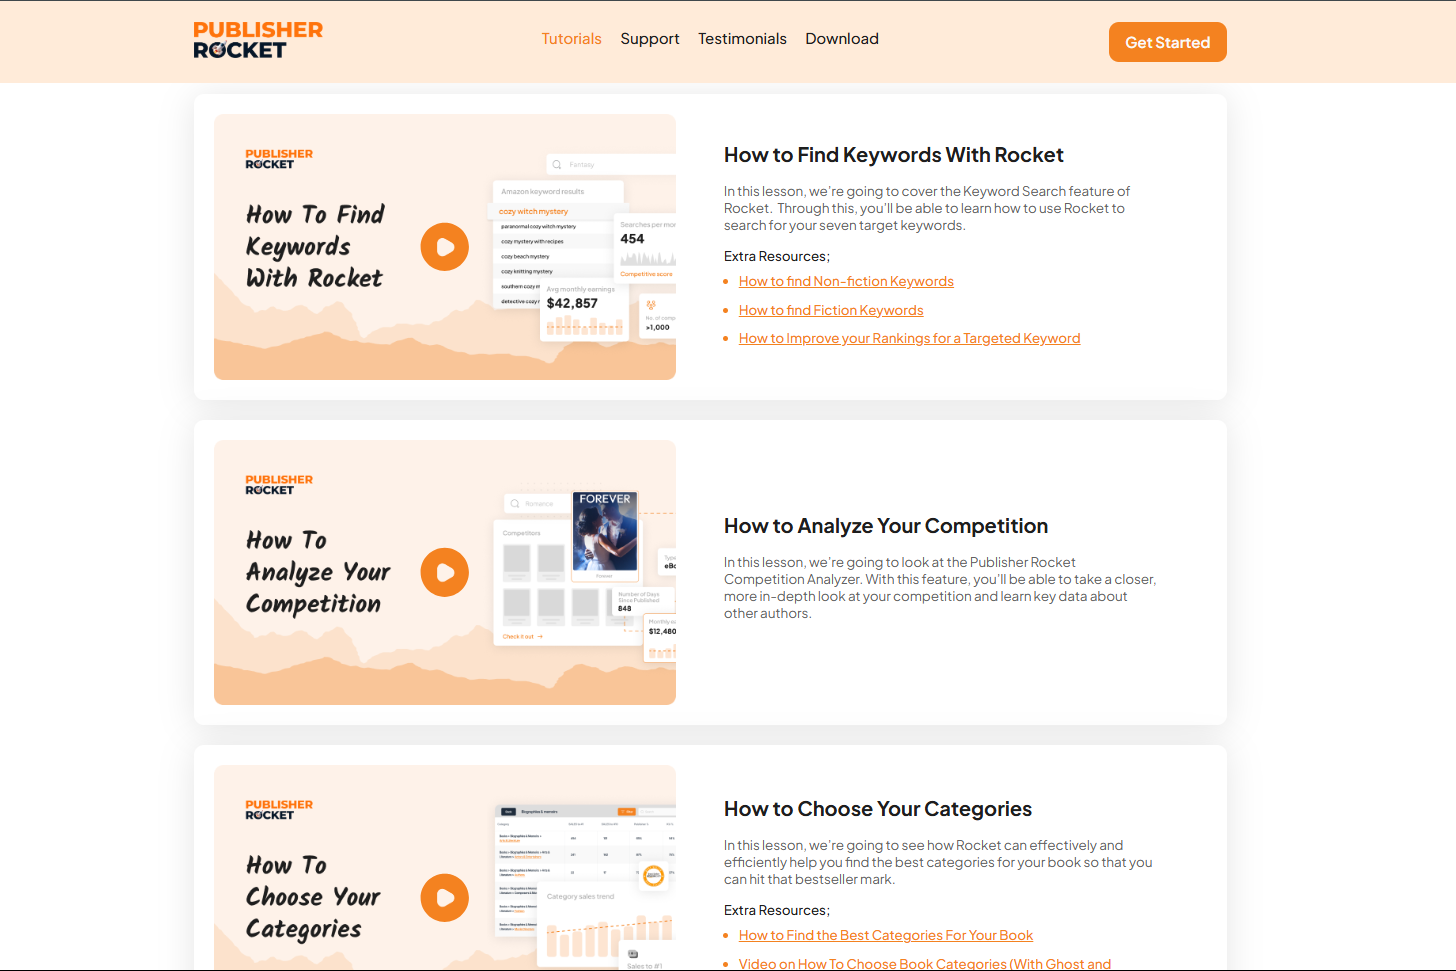 PUBLISHER
ROCKET
Tutorials
Support
Testimonials
Download
Get Started
PUBLISHER
ROCKET
How To Find
Keywords
With Rocket
Fantasy
Amazon keyword results
cozy witch mystery
paranormal cozy witch mystery
cozy mystery with recipes
cozy beach mystery
cozy knitting mystery
southern cozy m
detective cozy
Searches per mon
454
Competitive score
Avg monthly earnings
$42,857
No. of comp
>1,000
How to Find Keywords With Rocket
In this lesson, we're going to cover the Keyword Search feature of
Rocket. Through this, you'll be able to learn how to use Rocket to
search for your seven target keywords.
Extra Resources;
How to find Non-fiction Keywords
How to find Fiction Keywords
How to Improve your Rankings for a Targeted Keyword
PUBLISHER
ROCKET
How To
Analyze Your
Competition
Romance
FOREVER
Competitors
Forever
Type
eBo
Number of Days
Since Published
848
Monthly
$12,480
Check it out →
How to Analyze Your Competition
In this lesson, we're going to look at the Publisher Rocket
Competition Analyzer. With this feature, you'll be able to take a closer,
more in-depth look at your competition and learn key data about
other authors.
PUBLISHER
ROCKET
How To
Choose Your
Categories
Biographies & memoirs
Category
Category sales trend
Sales to #1
How to Choose Your Categories
In this lesson, we're going to see how Rocket can effectively and
efficiently help you find the best categories for your book so that you
can hit that bestseller mark.
Extra Resources;
How to Find the Best Categories For Your Book
Video on How To Choose Book Categories (With Ghost and